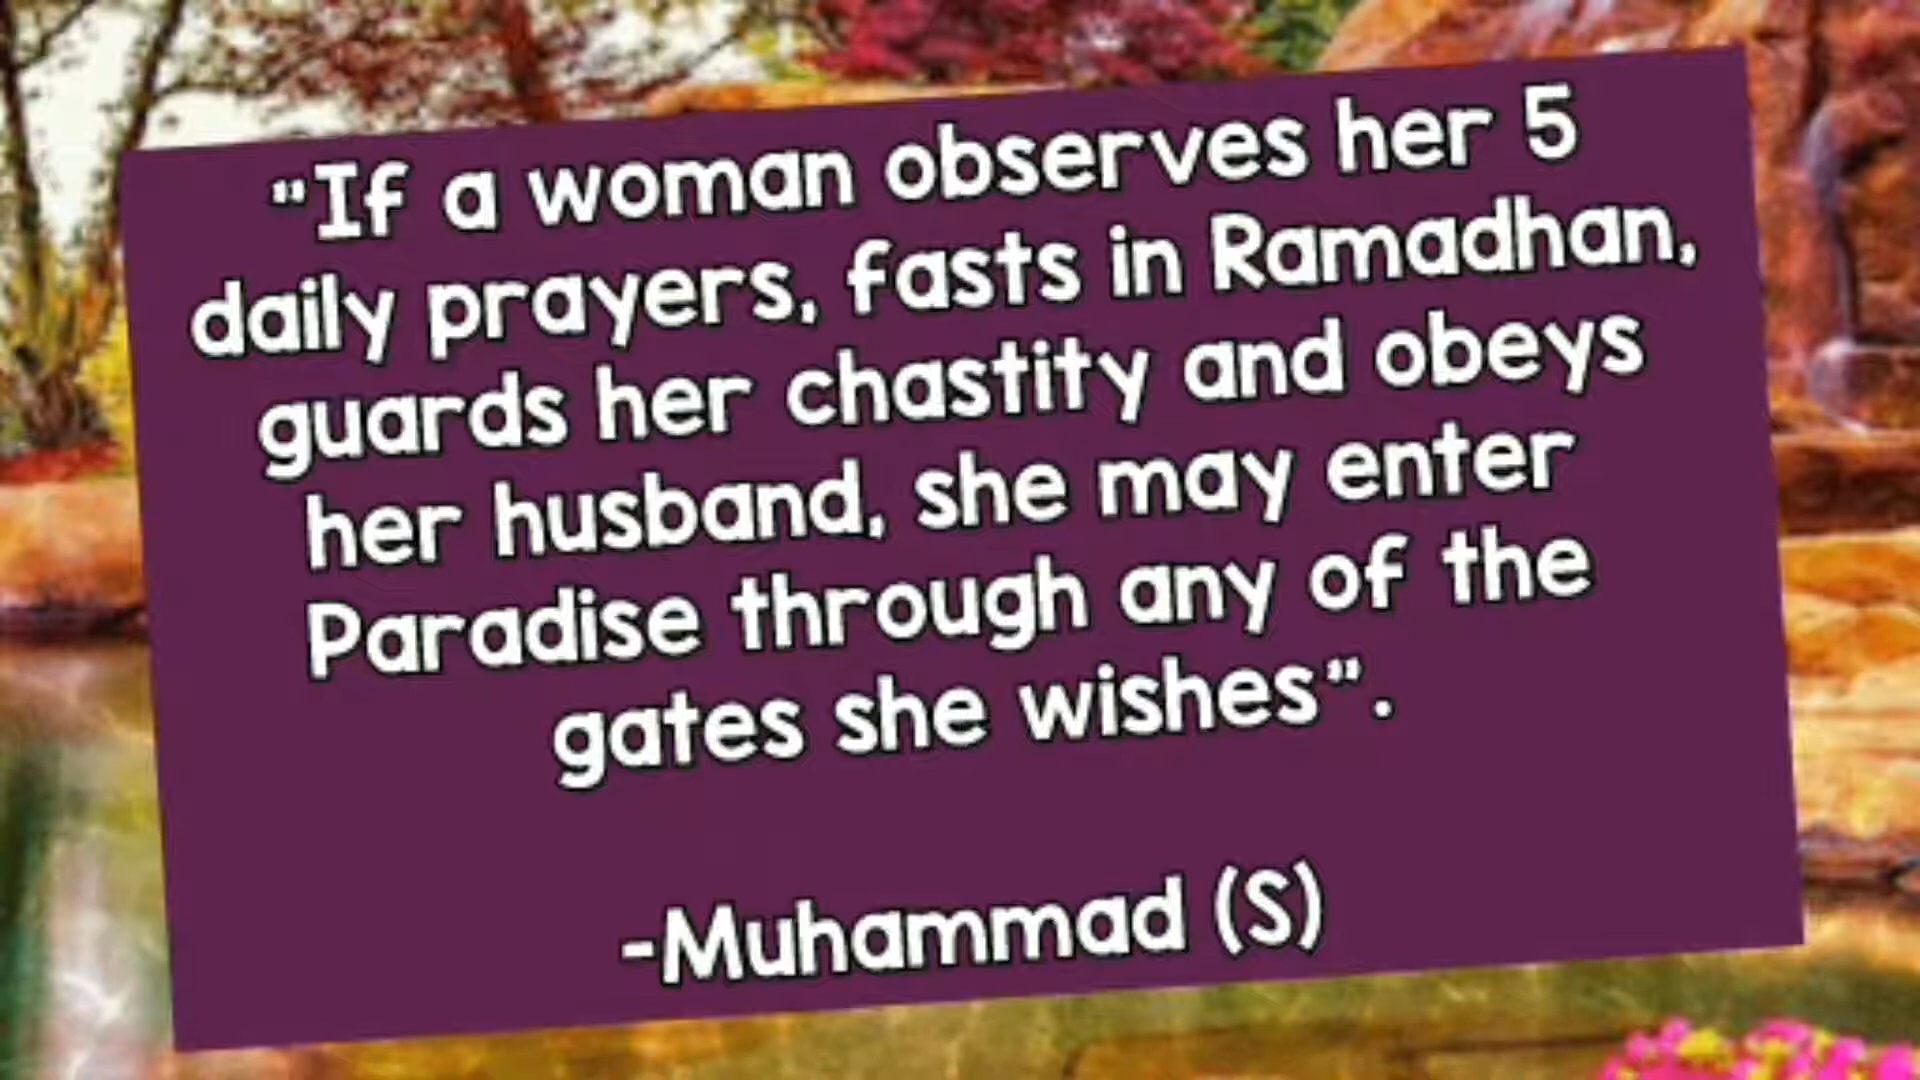 "If a woman observes her 5
daily prayers, fasts in Ramadhan,
guards her chastity and obeys
her husband, she may enter
Paradise through any of the
gates she wishes".
-Muhammad (S)